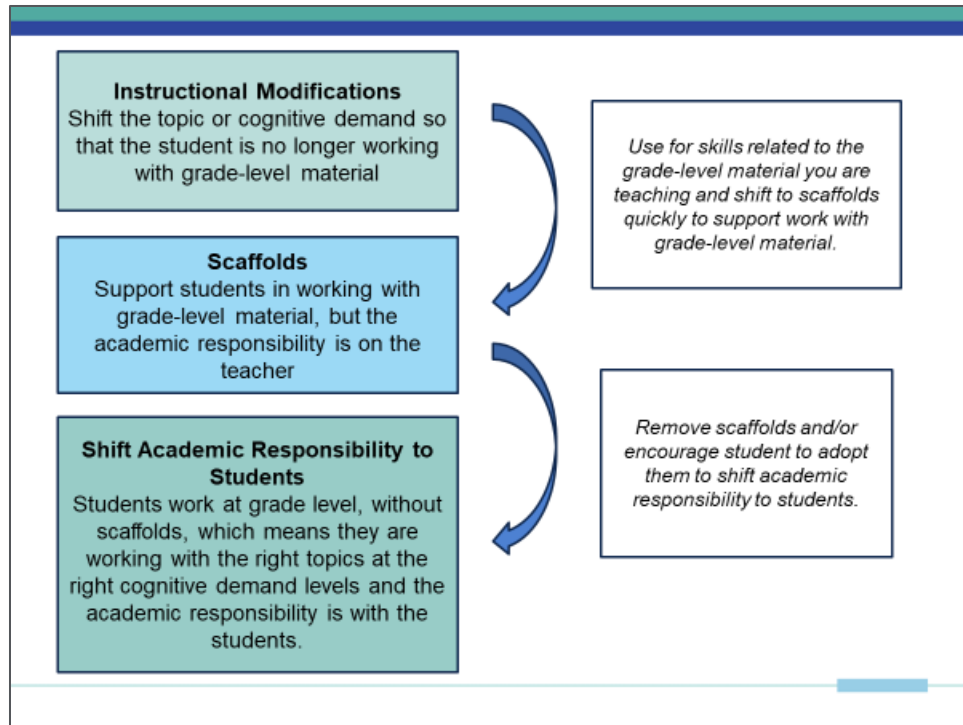 Instructional Modifications
Shift the topic or cognitive demand so
that the student is no longer working
with grade-level material
Use for skills related to the
grade-level material you are
teaching and shift to scaffolds
quickly to support work with
grade-level material.
Scaffolds
Support students in working with
grade-level material, but the
academic responsibility is on the
teacher
Remove scaffolds and/or
encourage student to adopt
them to shift academic
responsibility to students.
Shift Academic Responsibility to
Students
Students work at grade level, without
scaffolds, which means they are
working with the right topics at the
right cognitive demand levels and the
academic responsibility is with the
students.